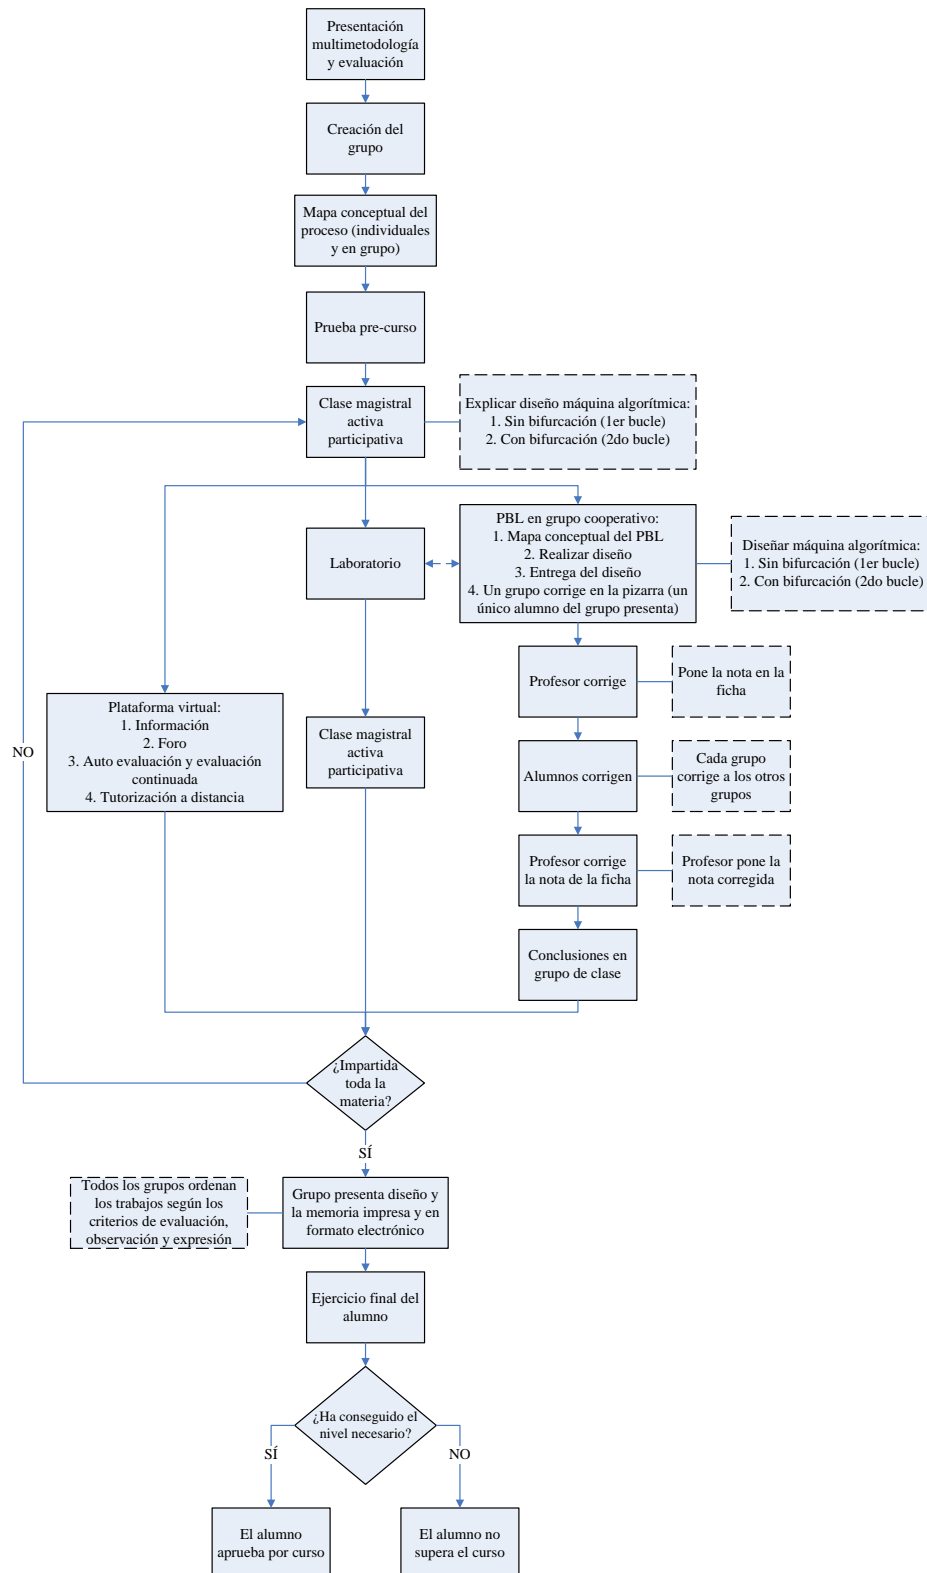 Presentación
multimetodología
y evaluación
Creación del
grupo
Mapa conceptual del
proceso (individuales
y en grupo)
Prueba pre-curso
Clase magistral
activa
participativa
Explicar diseño máquina algorítmica:
1. Sin bifurcación (1er bucle)
2. Con bifurcación (2do bucle)
Laboratorio
PBL en grupo cooperativo:
1. Mapa conceptual del PBL
2. Realizar diseño
3. Entrega del diseño
4. Un grupo corrige en la pizarra (un
único alumno del grupo presenta)
Diseñar máquina algorítmica:
1. Sin bifurcación (1er bucle)
2. Con bifurcación (2do bucle)
Profesor corrige
Pone la nota en la
ficha
Plataforma virtual:
1. Información
2. Foro
3. Auto evaluación y evaluación
continuada
4. Tutorización a distancia
NO
Clase magistral
activa
participativa
Alumnos corrigen
Cada grupo
corrige a los otros
grupos
Profesor corrige
la nota de la ficha
Profesor pone la
nota corregida
Conclusiones en
grupo de clase
¿Impartida
toda la
materia?
SÍ
Todos los grupos ordenan
los trabajos según los
criterios de evaluación,
observación y expresión
Grupo presenta diseño y
la memoria impresa y en
formato electrónico
Ejercicio final del
alumno
¿Ha conseguido el
nivel necesario?
SÍ
NO
El alumno
aprueba por curso
El alumno no
supera el curso